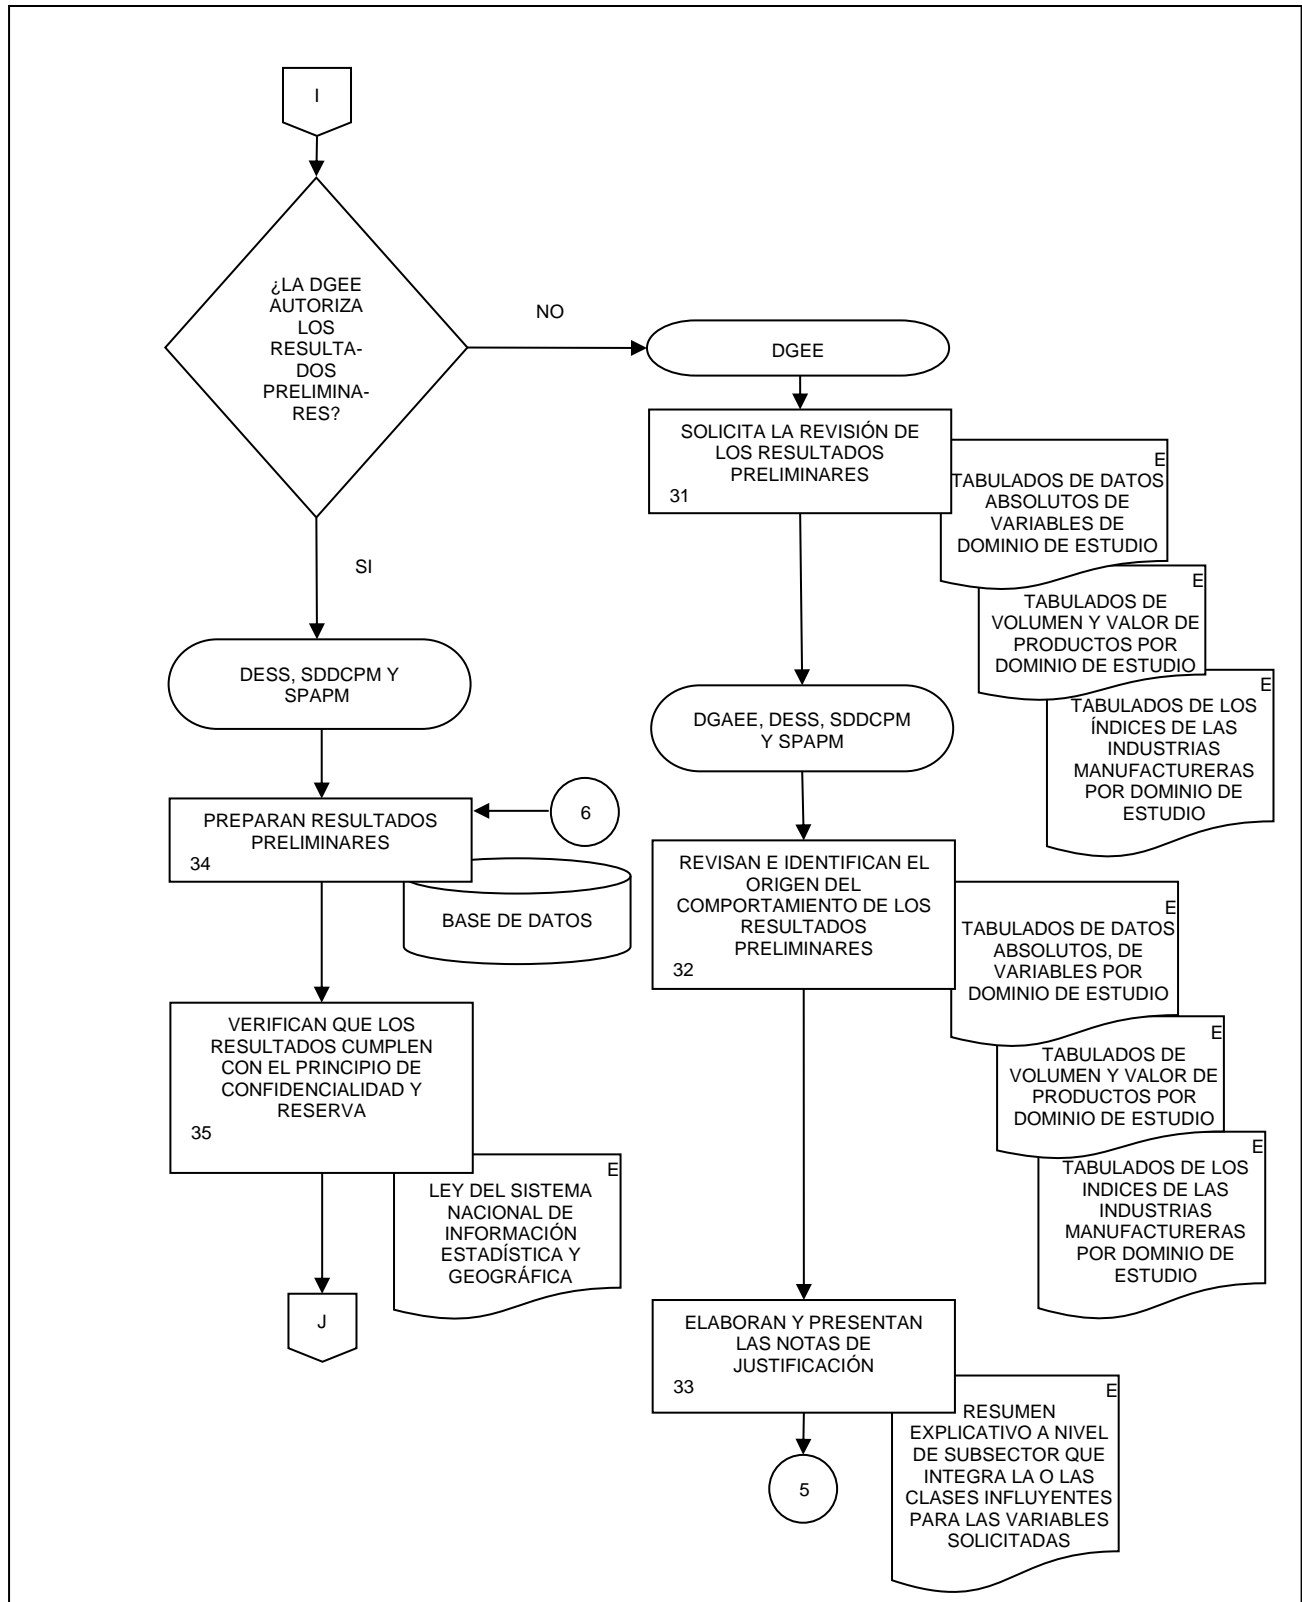 I
¿LA DGEE
AUTORIZA
LOS
RESULTA-
DOS
PRELIMINA-
RES?
NO
DGEE
SOLICITA LA REVISIÓN DE
LOS RESULTADOS
PRELIMINARES
31
E
TABULADOS DE DATOS
ABSOLUTOS DE
VARIABLES DE
DOMINIO DE ESTUDIO
E
TABULADOS DE
VOLUMEN Y VALOR DE
PRODUCTOS POR
DOMINIO DE ESTUDIO
E
TABULADOS DE LOS
ÍNDICES DE LAS
INDUSTRIAS
MANUFACTURERAS
POR DOMINIO DE
ESTUDIO
SI
DESS, SDDCPM Y
SPAPM
DGAEE, DESS, SDDCPM
Y SPAPM
PREPARAN RESULTADOS
PRELIMINARES
34
6
BASE DE DATOS
REVISAN E IDENTIFICAN EL
ORIGEN DEL
COMPORTAMIENTO DE LOS
RESULTADOS
PRELIMINARES
32
E
TABULADOS DE DATOS
ABSOLUTOS, DE
VARIABLES POR
DOMINIO DE ESTUDIO
E
TABULADOS DE
VOLUMEN Y VALOR DE
PRODUCTOS POR
DOMINIO DE ESTUDIO
E
TABULADOS DE LOS
INDICES DE LAS
INDUSTRIAS
MANUFACTURERAS
POR DOMINIO DE
ESTUDIO
VERIFICAN QUE LOS
RESULTADOS CUMPLEN
CON EL PRINCIPIO DE
CONFIDENCIALIDAD Y
RESERVA
35
E
LEY DEL SISTEMA
NACIONAL DE
INFORMACIÓN
ESTADÍSTICA Y
GEOGRÁFICA
J
ELABORAN Y PRESENTAN
LAS NOTAS DE
JUSTIFICACIÓN
33
E
RESUMEN
EXPLICATIVO A NIVEL
DE SUBSECTOR QUE
INTEGRA LA O LAS
CLASES INFLUYENTES
PARA LAS VARIABLES
SOLICITADAS
5